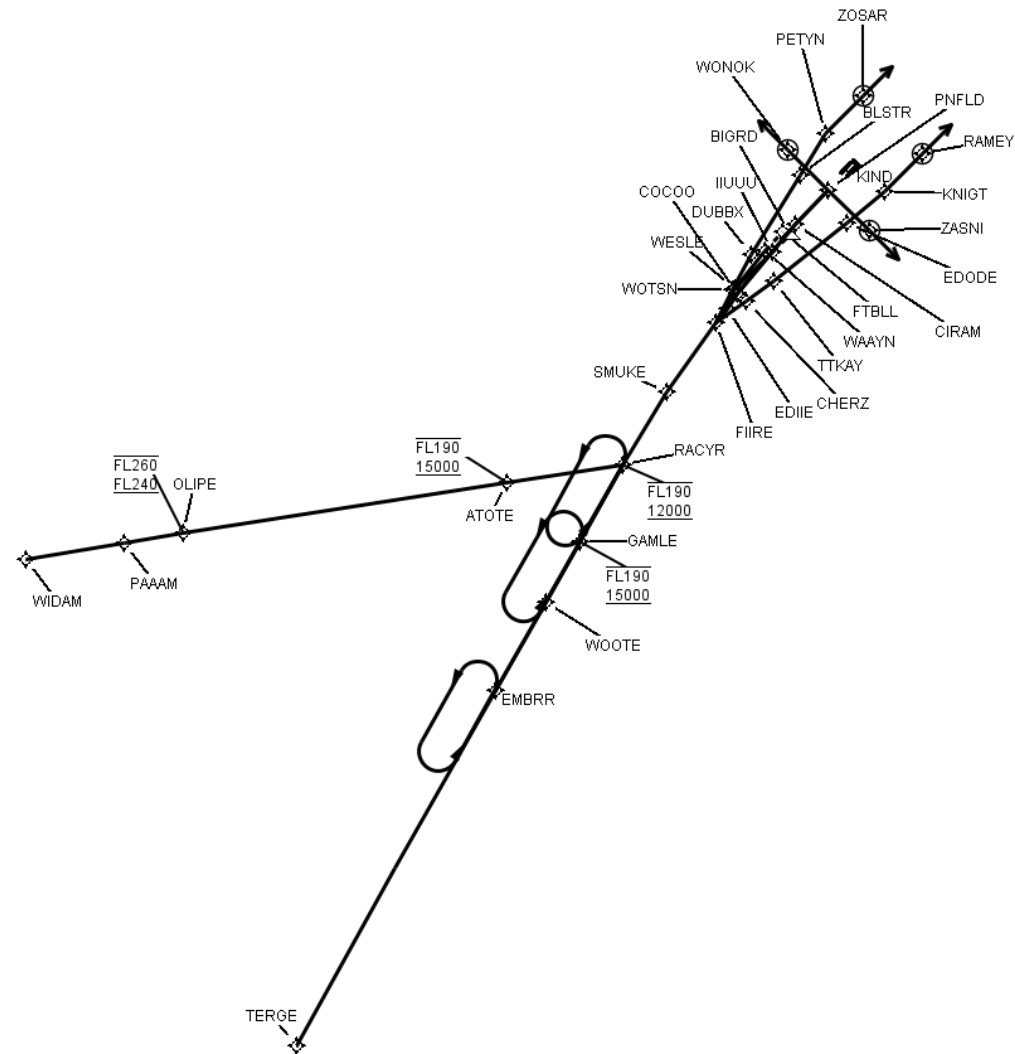 ZOSAR
PETYN
WONOK
PNFLD
BLSTR
BIGRD
RAMEY
KIND
IIUUU
COCOO
KNIGT
DUBBX
ZASNI
WESLE
EDODE
WOTSN
FTBLL
CIRAM
WAAYN
TTKAY
SMUKE
CHERZ
EDIIE
FIIRE
FL190
15000
RACYR
FL260
FL240
OLIPE
FL190
12000
ATOTE
GAMLE
FL190
15000
PAAAM
WIDAM
WOOTE
EMBRR
TERGE